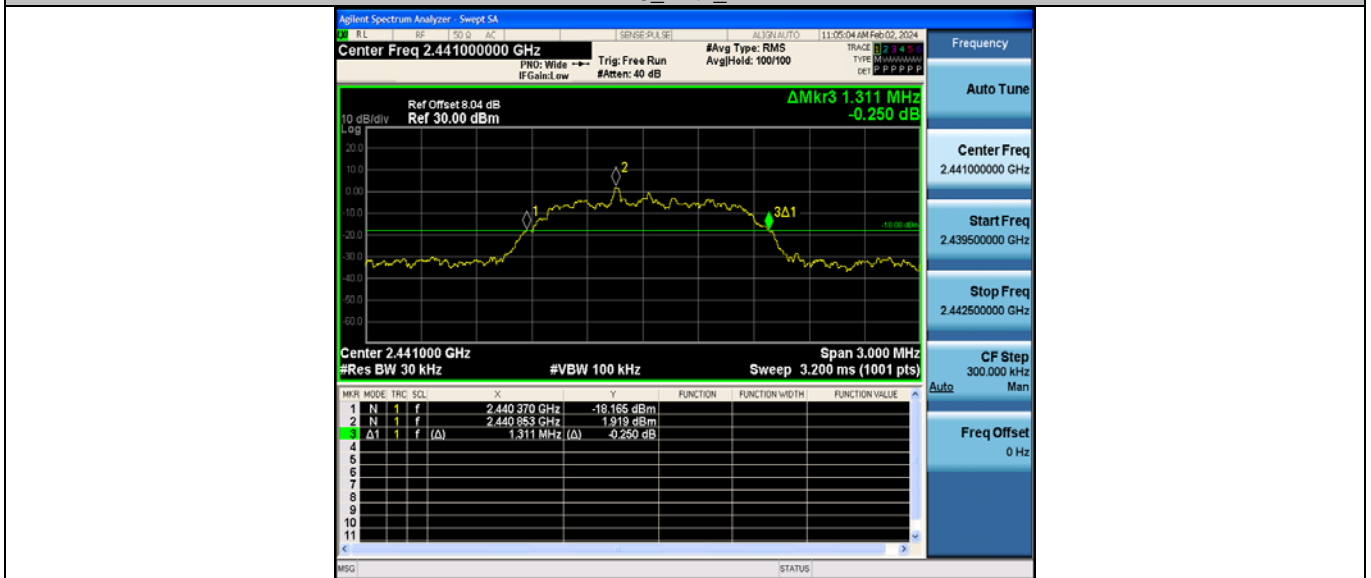 Agilent Spectrum Analyzer - Swept SA
RL RF 50 Ω AC SENSE:PULSE ALIGNAUTO 11:05:04 AM Feb 02, 2024
Center Freq 2.441000000 GHz #Avg Type: RMS TRACE 1 2 3 4 5 6
PNO: Wide Trig: Free Run Avg|Hold: 100/100 TYPE M
IFGain:Low #Atten: 40 dB DET P P P P P P
ΔMkr3 1.311 MHz
Ref Offset 8.04 dB
-0.250 dB
10 dB/div Ref 30.00 dBm
Log
20.0
10.0
0.00
-10.0
-20.0
-30.0
-40.0
-50.0
-60.0
1
2
3Δ1
-18.08 dBm
Center 2.441000 GHz Span 3.000 MHz
#Res BW 30 kHz #VBW 100 kHz Sweep 3.200 ms (1001 pts)
MKR MODE TRC SCL X Y FUNCTION FUNCTION WIDTH FUNCTION VALUE
1 N 1 f 2.440 370 GHz -18.165 dBm
2 N 1 f 2.440 853 GHz 1.919 dBm
3 Δ1 1 f (Δ) 1.311 MHz (Δ) -0.250 dB
4
5
6
7
8
9
10
11
MSG STATUS
Frequency
Auto Tune
Center Freq
2.441000000 GHz
Start Freq
2.439500000 GHz
Stop Freq
2.442500000 GHz
CF Step
300.000 kHz
Auto Man
Freq Offset
0 Hz